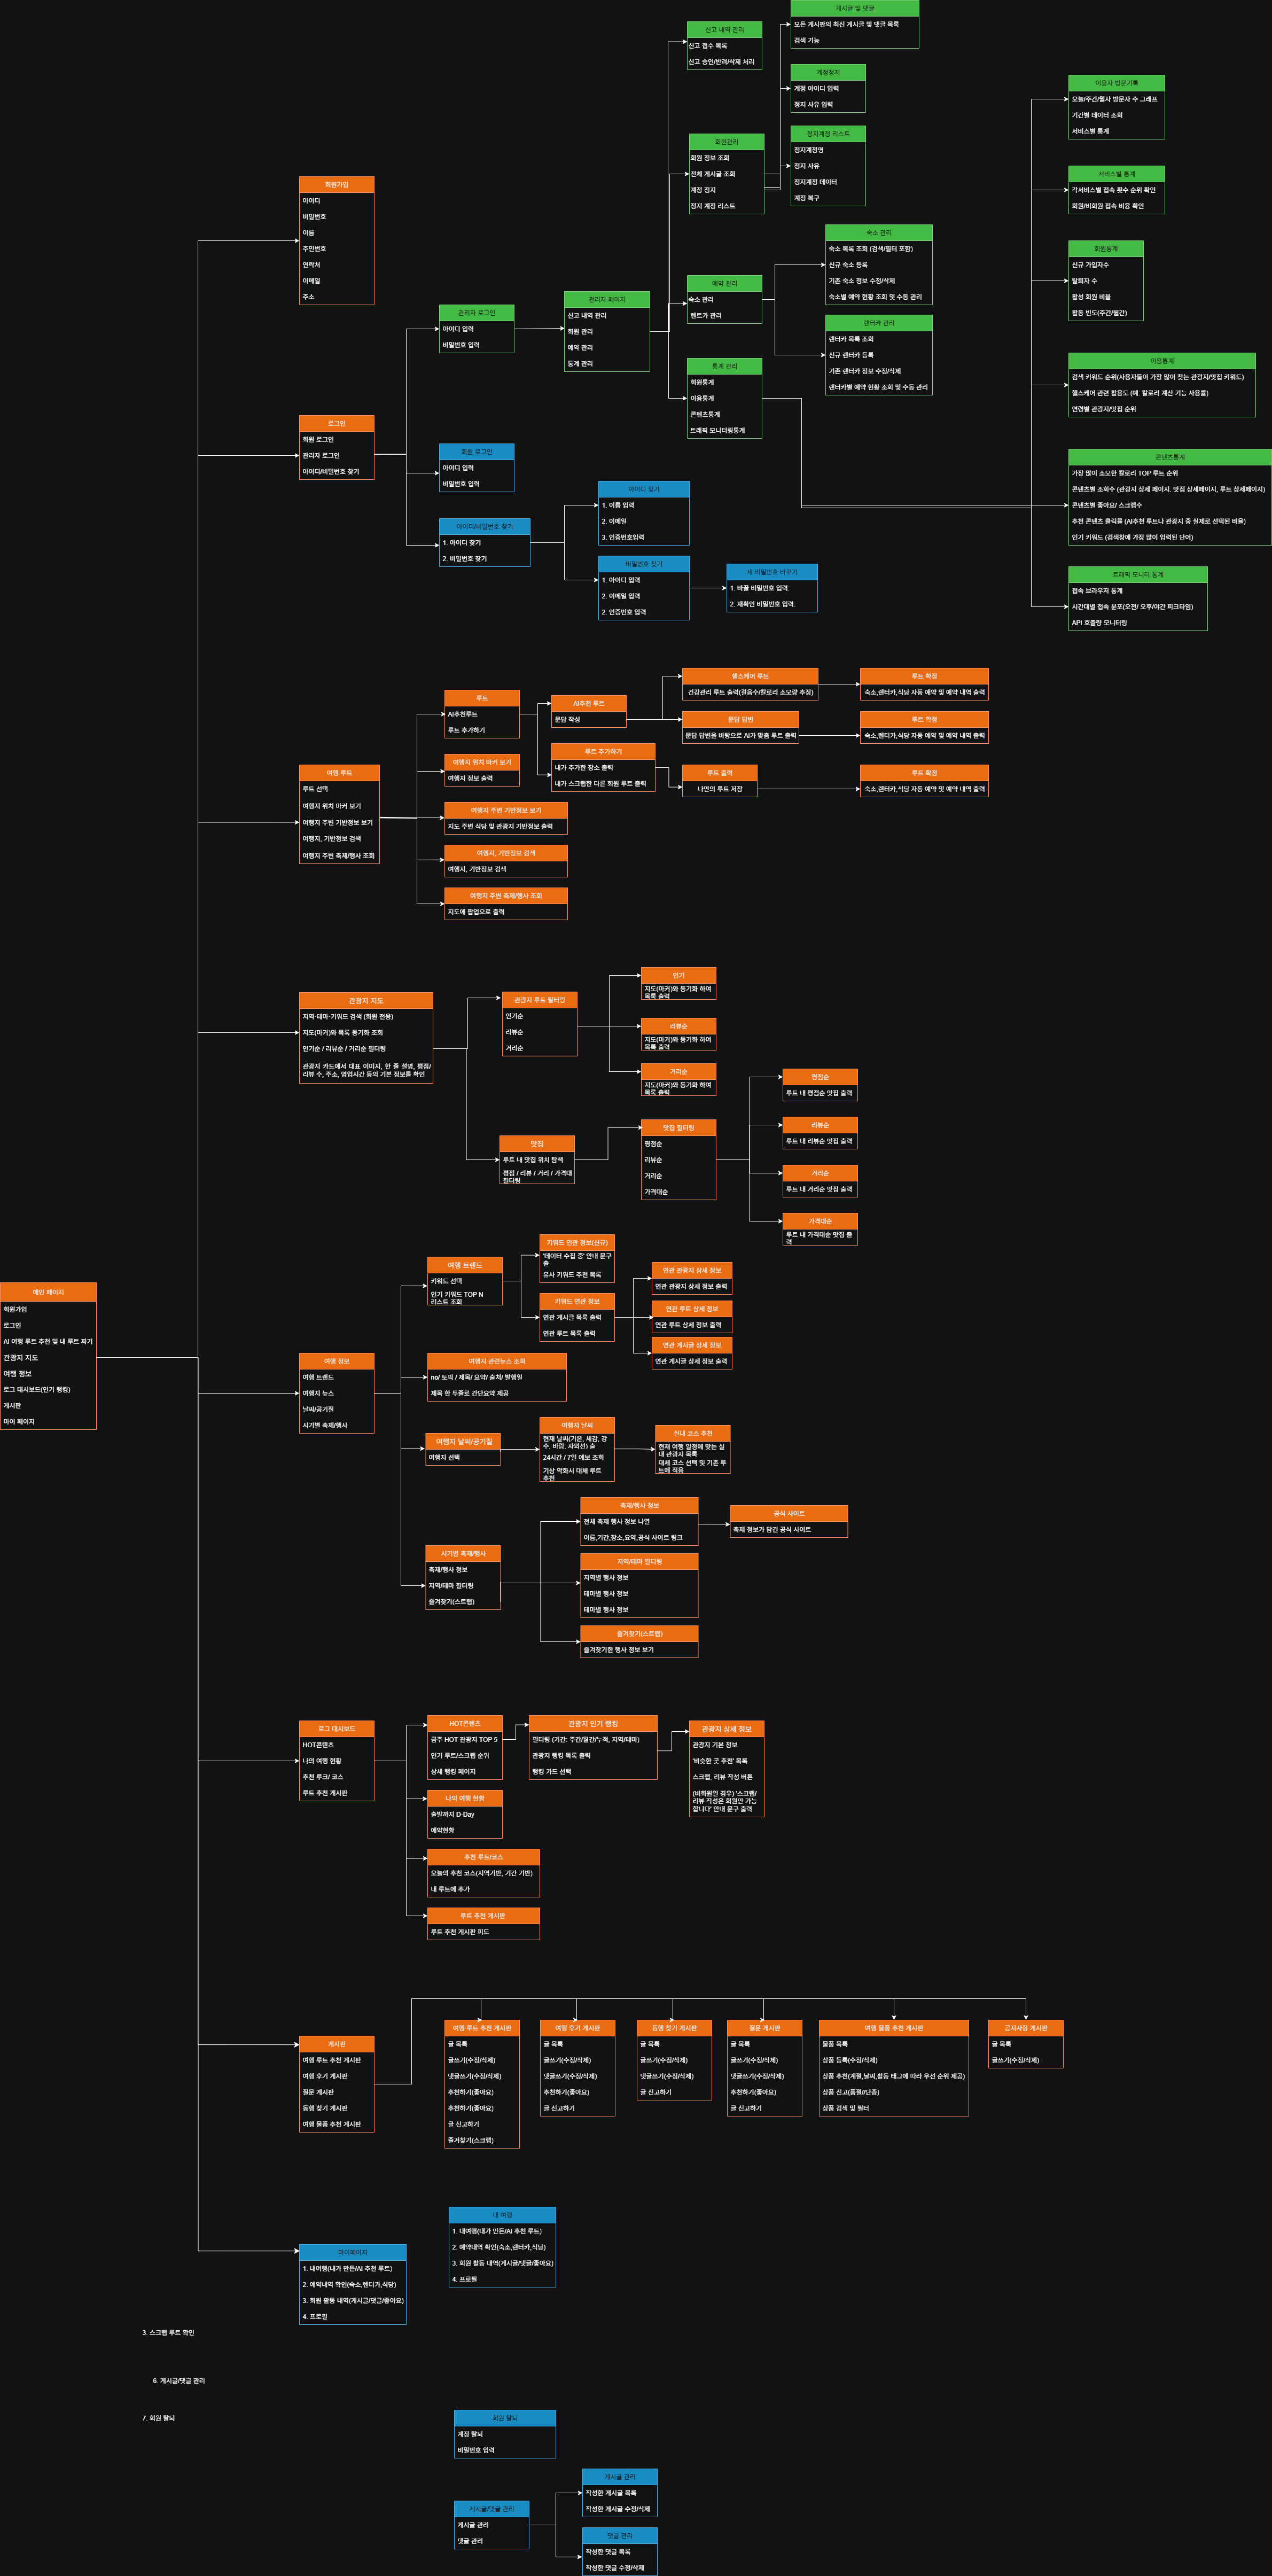 게시글 및 댓글
모든 게시판의 최신 게시글 및 댓글 목록
검색 기능
신고 내역 관리
신고 접수 목록
신고 승인/반려/삭제 처리
계정정지
계정 아이디 입력
정지 사유 입력
이용자 방문기록
오늘/주간/월자 방문자 수 그래프
기간별 데이터 조회
서비스별 통계
정지계정 리스트
정지계정명
정지 사유
정지계정 데이터
계정 복구
회원관리
회원 정보 조회
전체 게시글 조회
계정 정지
정지 계정 리스트
서비스별 통계
각서비스별 접속 횟수 순위 확인
회원/비회원 접속 비율 확인
회원가입
아이디
비밀번호
이름
주민번호
연락처
이메일
주소
숙소 관리
숙소 목록 조회 (검색/필터 포함)
신규 숙소 등록
기존 숙소 정보 수정/삭제
숙소별 예약 현황 조회 및 수동 관리
회원통계
신규 가입자수
탈퇴자 수
활성 회원 비율
활동 빈도(주간/월간)
예약 관리
숙소 관리
렌트카 관리
관리자 페이지
신고 내역 관리
회원 관리
예약 관리
통계 관리
관리자 로그인
아이디 입력
비밀번호 입력
렌터카 관리
렌터카 목록 조회
신규 렌터카 등록
기존 렌터카 정보 수정/삭제
렌터카별 예약 현황 조회 및 수동 관리
통계 관리
회원통계
이용통계
콘텐츠통계
트래픽 모니터링통계
이용통계
검색 키워드 순위(사용자들이 가장 많이 찾는 관광지/맛집 키워드)
헬스케어 관련 활용도 (예: 칼로리 계산 기능 사용률)
연령별 관광지/맛집 순위
로그인
회원 로그인
관리자 로그인
아이디/비밀번호 찾기
회원 로그인
아이디 입력
비밀번호 입력
콘텐츠통계
가장 많이 소모한 칼로리 TOP 루트 순위
콘텐츠별 조회수 (관광지 상세 페이지. 맛집 상세페이지, 루트 상세페이지)
콘텐츠별 좋아요/ 스크랩수
추천 콘텐츠 클릭률 (AI추천 루트나 관광지 중 실제로 선택된 비율)
인기 키워드 (검색창에 가장 많이 입력된 단어)
아이디 찾기
1. 이름 입력
2. 이메일
3. 인증번호입력
아이디/비밀번호 찾기
1. 아이디 찾기
2. 비밀번호 찾기
비밀번호 찾기
1. 아이디 입력
2. 이메일 입력
2. 인증번호 입력
새 비밀번호 바꾸기
1. 바꿀 비밀번호 입력:
2. 재확인 비밀번호 입력:
트래픽 모니터 통계
접속 브라우저 통계
시간대별 접속 분포(오전/ 오후/야간 피크타임)
API 호출량 모니터링
헬스케어 루트
건강관리 루트 출력(걸음수/칼로리 소모량 추정)
루트 확정
숙소,렌터카,식당 자동 예약 및 예약 내역 출력
루트
AI추천루트
루트 추가하기
AI추천 루트
문답 작성
문답 답변
문답 답변을 바탕으로 AI가 맞춤 루트 출력
루트 확정
숙소,렌터카,식당 자동 예약 및 예약 내역 출력
루트 추가하기
내가 추가한 장소 출력
내가 스크랩한 다른 회원 루트 출력
루트 출력
나만의 루트 저장
루트 확정
숙소,렌터카,식당 자동 예약 및 예약 내역 출력
여행지 위치 마커 보기
여행지 정보 출력
여행 루트
루트 선택
여행지 위치 마커 보기
여행지 주변 기반정보 보기
여행지, 기반정보 검색
여행지 주변 축제/행사 조회
여행지 주변 기반정보 보기
지도 주변 식당 및 관광지 기반정보 출력
여행지, 기반정보 검색
여행지, 기반정보 검색
여행지 주변 축제/행사 조회
지도에 팝업으로 출력
관광지 지도
지역·테마·키워드 검색 (회원 전용)
지도(마커)와 목록 동기화 조회
인기순 / 리뷰순 / 거리순 필터링
관광지 카드에서 대표 이미지, 한 줄 설명, 평점/
리뷰 수, 주소, 영업시간 등의 기본 정보를 확인
관광지 루트 필터링
인기순
리뷰순
거리순
인기
지도(마커)와 동기화 하여
목록 출력
리뷰순
지도(마커)와 동기화 하여
목록 출력
거리순
지도(마커)와 동기화 하여
목록 출력
맛집
루트 내 맛집 위치 탐색
평점 / 리뷰 / 거리 / 가격대
필터링
맛집 필터링
평점순
리뷰순
거리순
가격대순
평점순
루트 내 평점순 맛집 출력
리뷰순
루트 내 리뷰순 맛집 출력
거리순
루트 내 거리순 맛집 출력
가격대순
루트 내 가격대순 맛집 출
력
메인 페이지
회원가입
로그인
AI 여행 루트 추천 및 내 루트 짜기
관광지 지도
여행 정보
로그 대시보드(인기 랭킹)
게시판
마이 페이지
여행 정보
여행 트랜드
여행지 뉴스
날씨/공기질
시기별 축제/행사
여행 트렌드
키워드 선택
인기 키워드 TOP N
리스트 조회
키워드 연관 정보(신규)
'데이터 수집 중' 안내 문구
출
유사 키워드 추천 목록
키워드 연관 정보
연관 게시글 목록 출력
연관 루트 목록 출력
연관 관광지 상세 정보
연관 관광지 상세 정보 출력
연관 루트 상세 정보
연관 루트 상세 정보 출력
연관 게시글 상세 정보
연관 게시글 상세 정보 출력
여행지 관련뉴스 조회
no/ 토픽 / 제목/ 요약/ 출처/ 발행일
제목 한 두줄로 간단요약 제공
여행지 날씨/공기질
여행지 선택
여행지 날씨
현재 날씨(기온, 체감, 강
수, 바람, 자외선) 출
24시간 / 7일 예보 조회
기상 악화시 대체 루트
추천
실내 코스 추천
현재 여행 일정에 맞는 실
내 관광지 목록
대체 코스 선택 및 기존 루
트에 적용
시기별 축제/행사
축제/행사 정보
지역/테마 필터링
즐겨찾기(스트랩)
축제/행사 정보
전체 축제 행사 정보 나열
이름,기간,장소,요약,공식 사이트 링크
공식 사이트
축제 정보가 담긴 공식 사이트
지역/테마 필터링
지역별 행사 정보
테마별 행사 정보
테마별 행사 정보
즐겨찾기(스트랩)
즐겨찾기한 행사 정보 보기
로그 대시보드
HOT콘텐츠
나의 여행 현황
추천 루크/ 코스
루트 추천 게시판
HOT콘텐츠
금주 HOT 관광지 TOP 5
인기 루트/스크랩 순위
상세 랭킹 페이지
관광지 인기 랭킹
필터링 (기간: 주간/월간/누적, 지역/테마)
관광지 랭킹 목록 출력
랭킹 카드 선택
관광지 상세 정보
관광지 기본 정보
'비슷한 곳 추천' 목록
스크랩, 리뷰 작성 버튼
(비회원일 경우) '스크랩/
리뷰 작성은 회원만 가능
합니다' 안내 문구 출력
나의 여행 현황
출발까지 D-Day
예약현황
추천 루트/코스
오늘의 추천 코스(지역기반, 기간 기반)
내 루트에 추가
루트 추천 게시판
루트 추천 게시판 피드
게시판
여행 루트 추천 게시판
여행 후기 게시판
질문 게시판
동행 찾기 게시판
여행 물품 추천 게시판
여행 루트 추천 게시판
글 목록
글쓰기(수정/삭제)
댓글쓰기(수정/삭제)
추천하기(좋아요)
추천하기(좋아요)
글 신고하기
즐겨찾기(스크랩)
여행 후기 게시판
글 목록
글쓰기(수정/삭제)
댓글쓰기(수정/삭제)
추천하기(좋아요)
글 신고하기
동행 찾기 게시판
글 목록
글쓰기(수정/삭제)
댓글쓰기(수정/삭제)
글 신고하기
질문 게시판
글 목록
글쓰기(수정/삭제)
댓글쓰기(수정/삭제)
추천하기(좋아요)
글 신고하기
여행 물품 추천 게시판
물품 목록
상품 등록(수정/삭제)
상품 추천(계절,날씨,활동 태그에 따라 우선 순위 제공)
상품 신고(품절//단종)
상품 검색 및 필터
공지사항 게시판
글 목록
글쓰기(수정/삭제)
내 여행
1. 내여행(내가 만든/AI 추천 루트)
2. 예약내역 확인(숙소,렌터카,식당)
3. 회원 활동 내역(게시글/댓글/좋아요)
4. 프로필
마이페이지
1. 내여행(내가 만든/AI 추천 루트)
2. 예약내역 확인(숙소,렌터카,식당)
3. 회원 활동 내역(게시글/댓글/좋아요)
4. 프로필
3. 스크랩 루트 확인
6. 게시글/댓글 관리
7. 회원 탈퇴
회원 탈퇴
계정 탈퇴
비밀번호 입력
게시글/댓글 관리
게시글 관리
댓글 관리
게시글 관리
작성한 게시글 목록
작성한 게시글 수정/삭제
댓글 관리
작성한 댓글 목록
작성한 댓글 수정/삭제